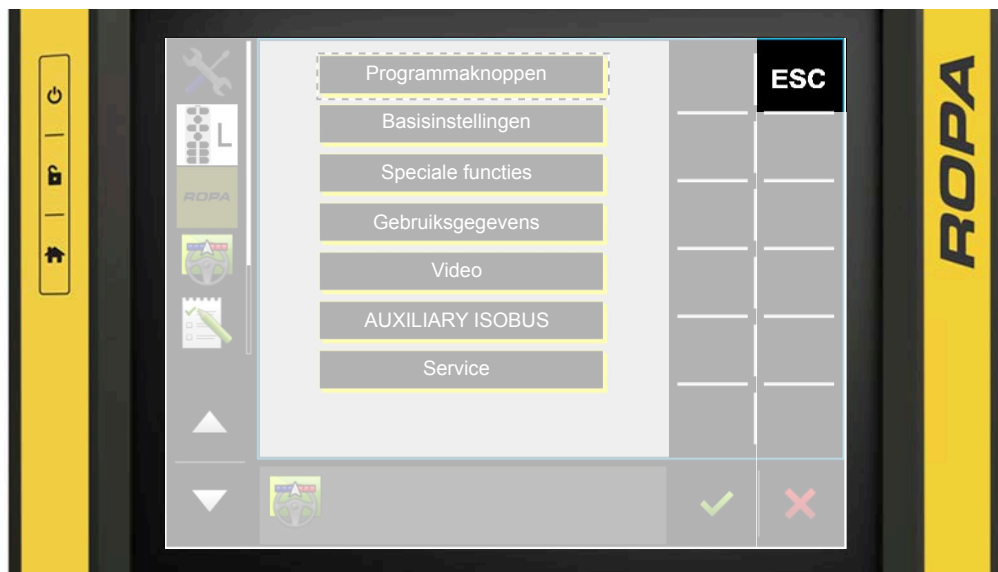 Programmaknoppen
ESC
Basisinstellingen
L
Speciale functies
ROPA
Gebruiksgegevens
Video
AUXILIARY ISOBUS
Service
ROPA